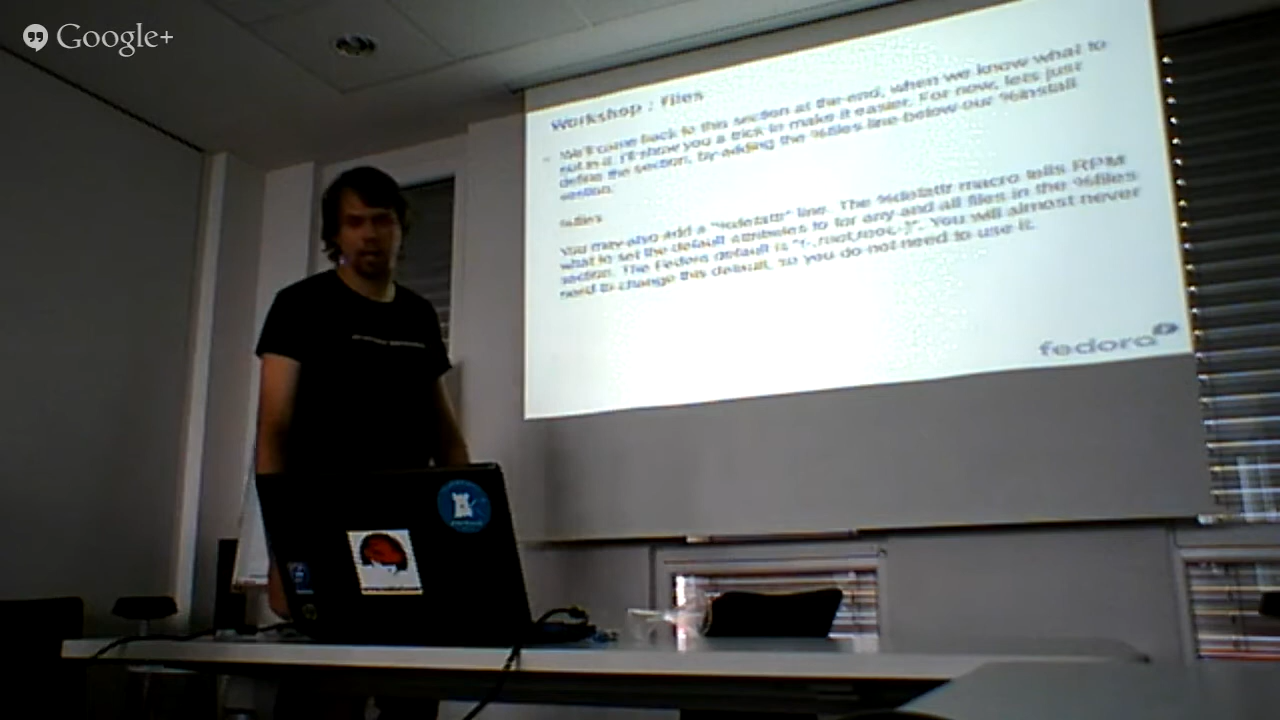 Google+
Workshop : Files
We'll come back to this section at the end, when we know what to
put in it. I'll show you a trick to make it easier. For now, lets just
define the section, by adding the %files line below our %install
section:
%files
You may also add a "%defattr" line. The %defattr macro tells RPM
what to set the default attributes to for any and all files in the %files
section. The Fedora default is "(-,root,root,-)". You will almost never
need to change this default, so you do not need to use it.
fedora